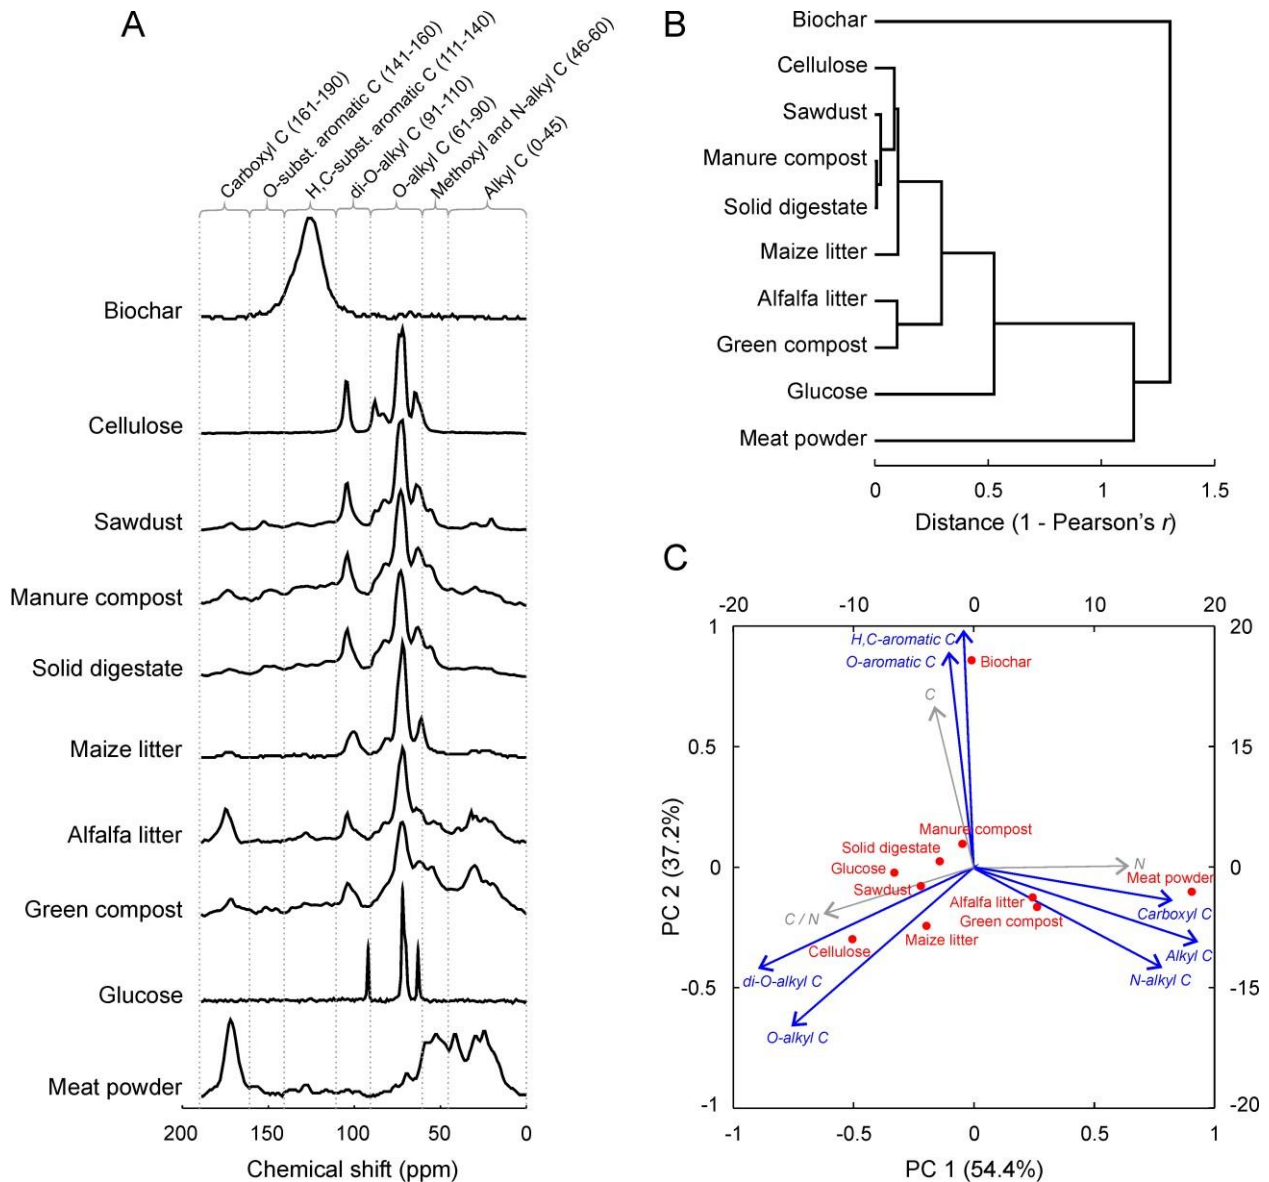 A
Carboxyl C (161-190)
O-subst. aromatic C (141-160)
H,C-subst. aromatic C (111-140)
di-O-alkyl C (91-110)
O-alkyl C (61-90)
Methoxyl and N-alkyl C (46-60)
Alkyl C (0-45)
Biochar
Cellulose
Sawdust
Manure compost
Solid digestate
Maize litter
Alfalfa litter
Green compost
Glucose
Meat powder
200 150 100 50 0
Chemical shift (ppm)
B
Biochar
Cellulose
Sawdust
Manure compost
Solid digestate
Maize litter
Alfalfa litter
Green compost
Glucose
Meat powder
0 0.5 1 1.5
Distance (1 - Pearson's r)
C
-20 -10 0 10 20
1 20
H,C-aromatic C
O-aromatic C
Biochar
C
0.5 15
Manure compost
Solid digestate
Glucose
Sawdust
N
0 0
Meat powder
Alfalfa litter
Carboxyl C
C / N
Green compost
Cellulose
Maize litter
Alkyl C
di-O-alkyl C
N-alkyl C
-0.5 -15
O-alkyl C
-1 -20
PC 2 (37.2%)
-1 -0.5 0 0.5 1
PC 1 (54.4%)